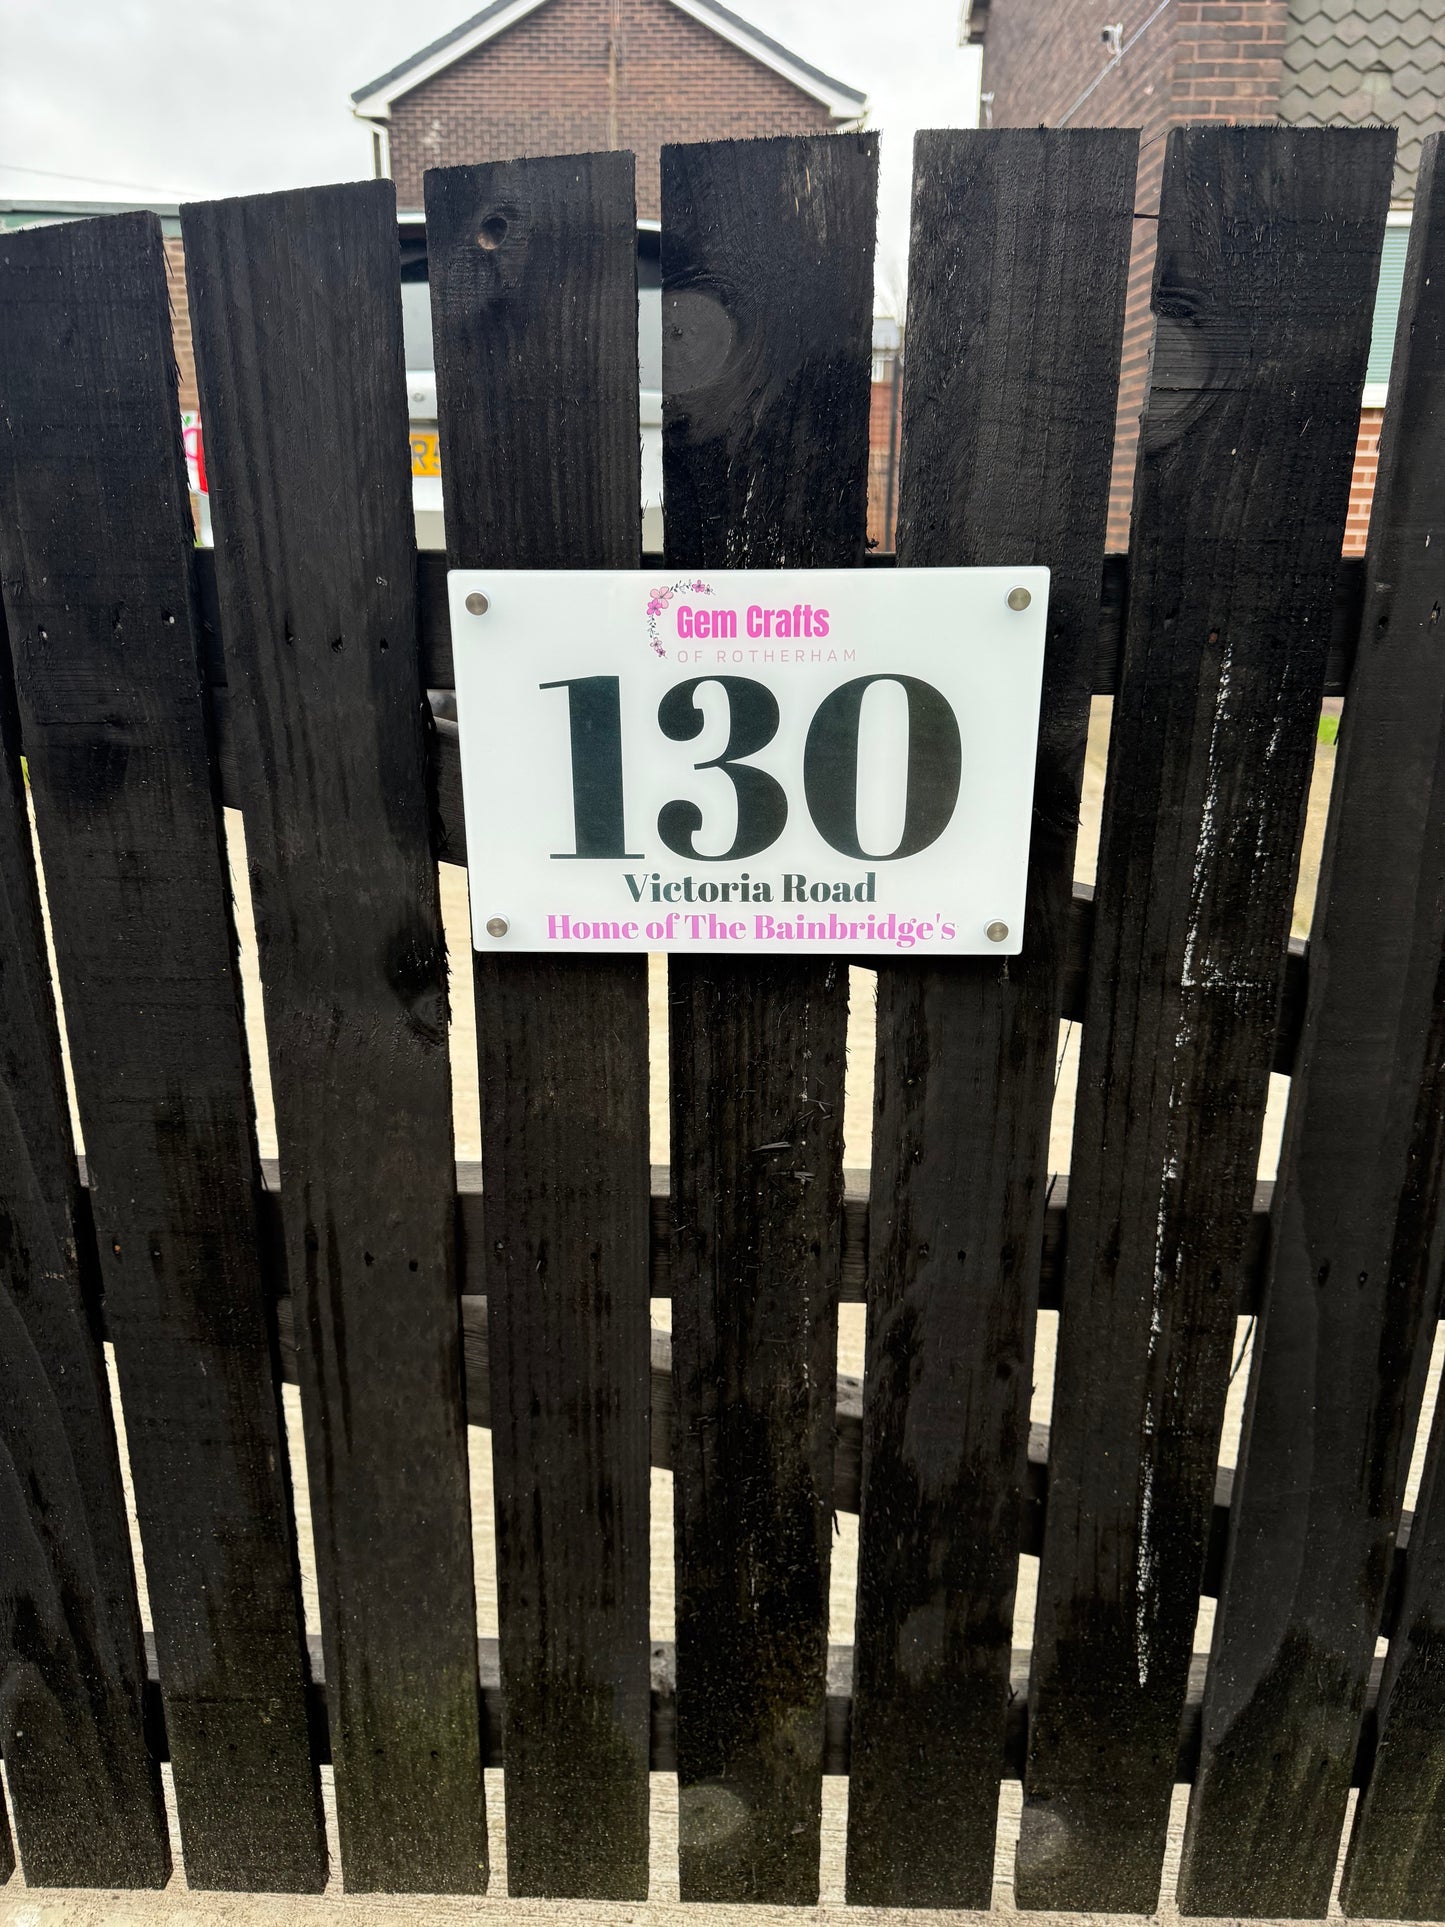 Gem Crafts
OF ROTHERHAM
130
Victoria Road
Home of The Bainbridge's